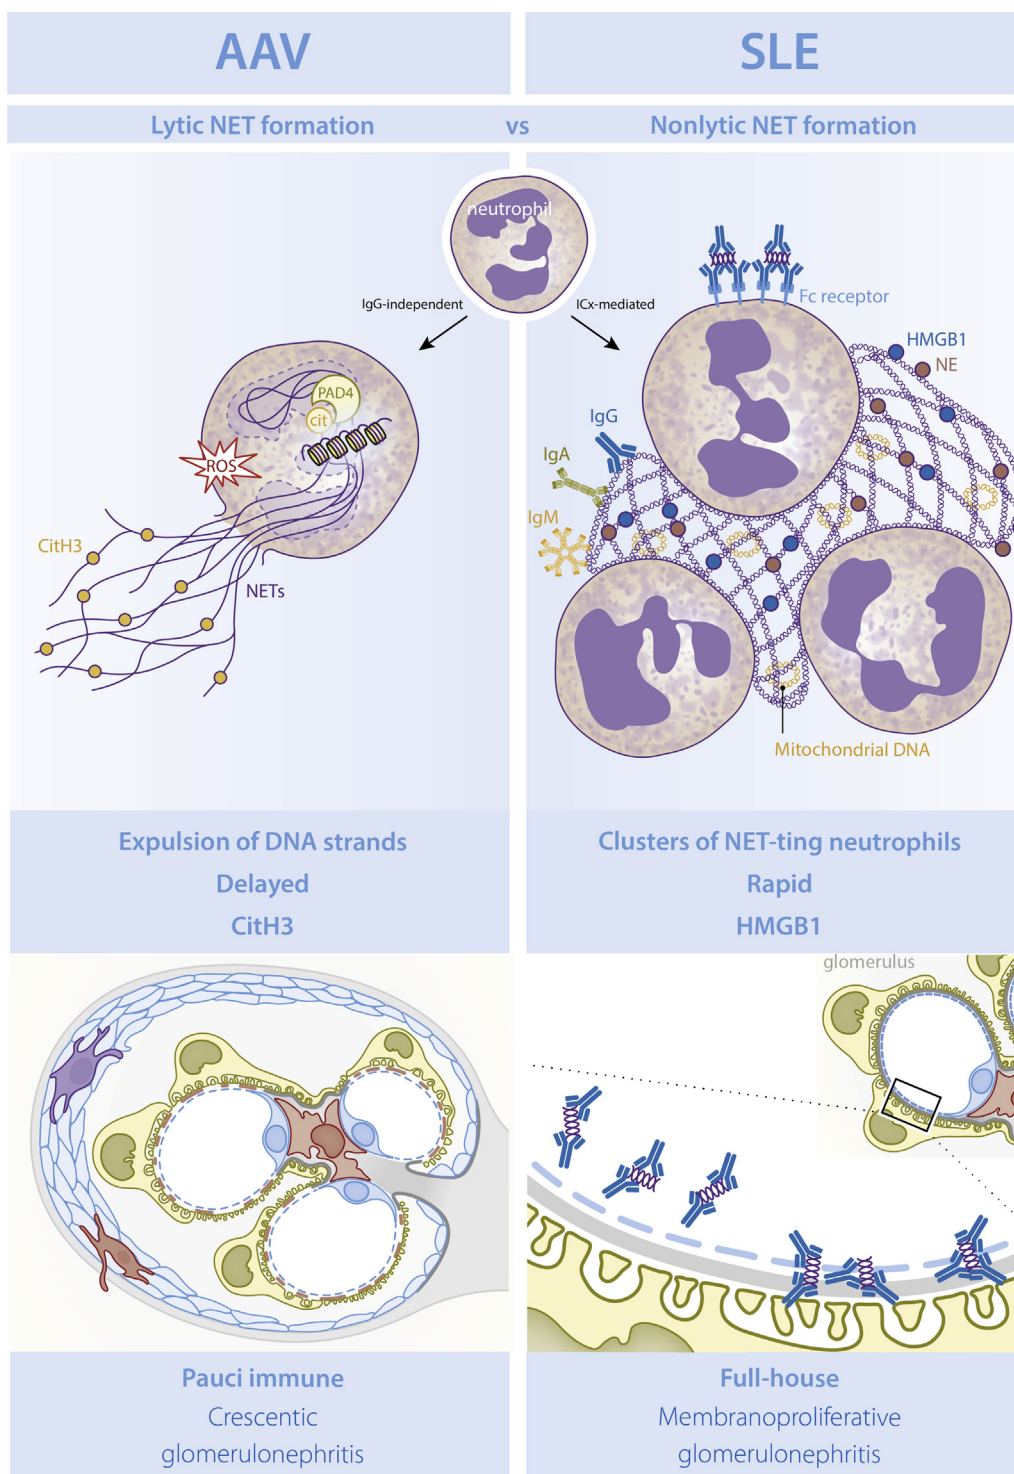 AAV
SLE
Lytic NET formation
vs
Nonlytic NET formation
neutrophil
IgG-independent
ICx-mediated
Fc receptor
HMGB1
NE
PAD4
cit
IgG
ROS
IgA
IgM
CitH3
NETs
Mitochondrial DNA
Expulsion of DNA strands
Delayed
CitH3
Clusters of NET-ting neutrophils
Rapid
HMGB1
glomerulus
Pauci immune
Crescentic
glomerulonephritis
Full-house
Membranoproliferative
glomerulonephritis